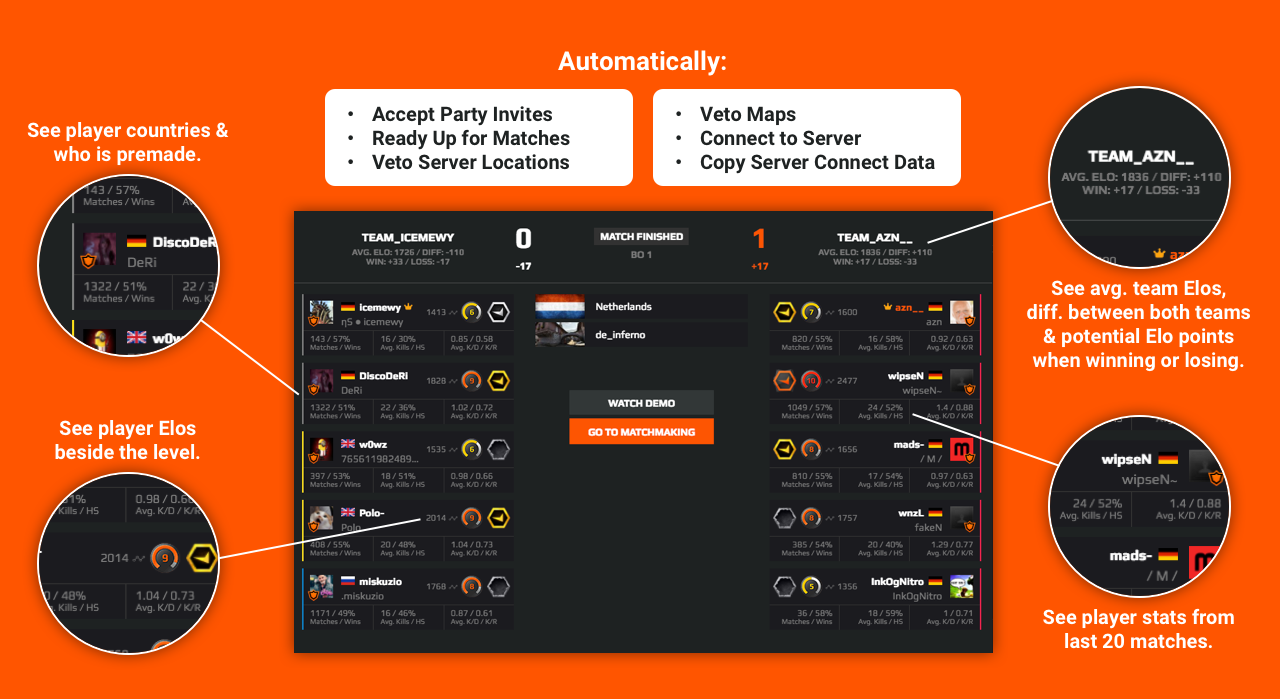 Automatically:
• Accept Party Invites
• Ready Up for Matches
• Veto Server Locations
• Veto Maps
• Connect to Server
• Copy Server Connect Data
See player countries &
who is premade.
143 / 57%
Matches / Wins
DiscoDeR
DeRi
1322 / 51%
Matches / Wins
22 / 3
w0w
See player Elos
beside the level.
0.98 / 0.66
Kills / HS
Avg. K/D / K/R
2014
9
/ 48%
1.04 / 0.73
Kills / HS
Avg. K/D / K/R
TEAM_ICEMEWY
AVG. ELO: 1726 / DIFF: -110
WIN: +33 / LOSS: -17
0
-17
MATCH FINISHED
BO 1
1
+17
TEAM_AZN__
AVG. ELO: 1836 / DIFF: +110
WIN: +17 / LOSS: -33
icemewy
1413
6
η5 ● icemewy
143 / 57%
16 / 30%
0.85 / 0.58
Matches / Wins
Avg. Kills / HS
Avg. K/D / K/R
DiscoDeRi
1828
9
DeRi
1322 / 51%
22 / 36%
1.02 / 0.72
Matches / Wins
Avg. Kills / HS
Avg. K/D / K/R
w0wz
1535
6
765611982489...
397 / 53%
18 / 51%
0.98 / 0.66
Matches / Wins
Avg. Kills / HS
Avg. K/D / K/R
Polo-
2014
9
Polo
408 / 55%
20 / 48%
1.04 / 0.73
Matches / Wins
Avg. Kills / HS
Avg. K/D / K/R
miskuzio
1768
8
.miskuzio
1171 / 49%
16 / 46%
0.87 / 0.61
Matches / Wins
Avg. Kills / HS
Avg. K/D / K/R
Netherlands
de_inferno
WATCH DEMO
GO TO MATCHMAKING
7
1600
azn__
azn
820 / 55%
16 / 58%
0.92 / 0.63
Matches / Wins
Avg. Kills / HS
Avg. K/D / K/R
10
2477
wipseN
wipseN~
1049 / 57%
24 / 52%
1.4 / 0.88
Matches / Wins
Avg. Kills / HS
Avg. K/D / K/R
8
1656
mads-
/ M /
m
810 / 55%
17 / 54%
0.91 / 0.63
Matches / Wins
Avg. Kills / HS
Avg. K/D / K/R
8
1757
wnzL
fakeN
385 / 54%
20 / 40%
1.29 / 0.77
Matches / Wins
Avg. Kills / HS
Avg. K/D / K/R
5
1356
InkOgNitro
InkOgNitro
36 / 58%
18 / 59%
1 / 0.71
Matches / Wins
Avg. Kills / HS
Avg. K/D / K/R
TEAM_AZN__
AVG. ELO: 1836 / DIFF: +110
WIN: +17 / LOSS: -33
az
See avg. team Elos,
diff. between both teams
& potential Elo points
when winning or losing.
wipseN
wipseN~
24 / 52%
1.4 / 0.88
Avg. Kills / HS
Avg. K/D / K/R
mads-
/ M /
See player stats from
last 20 matches.